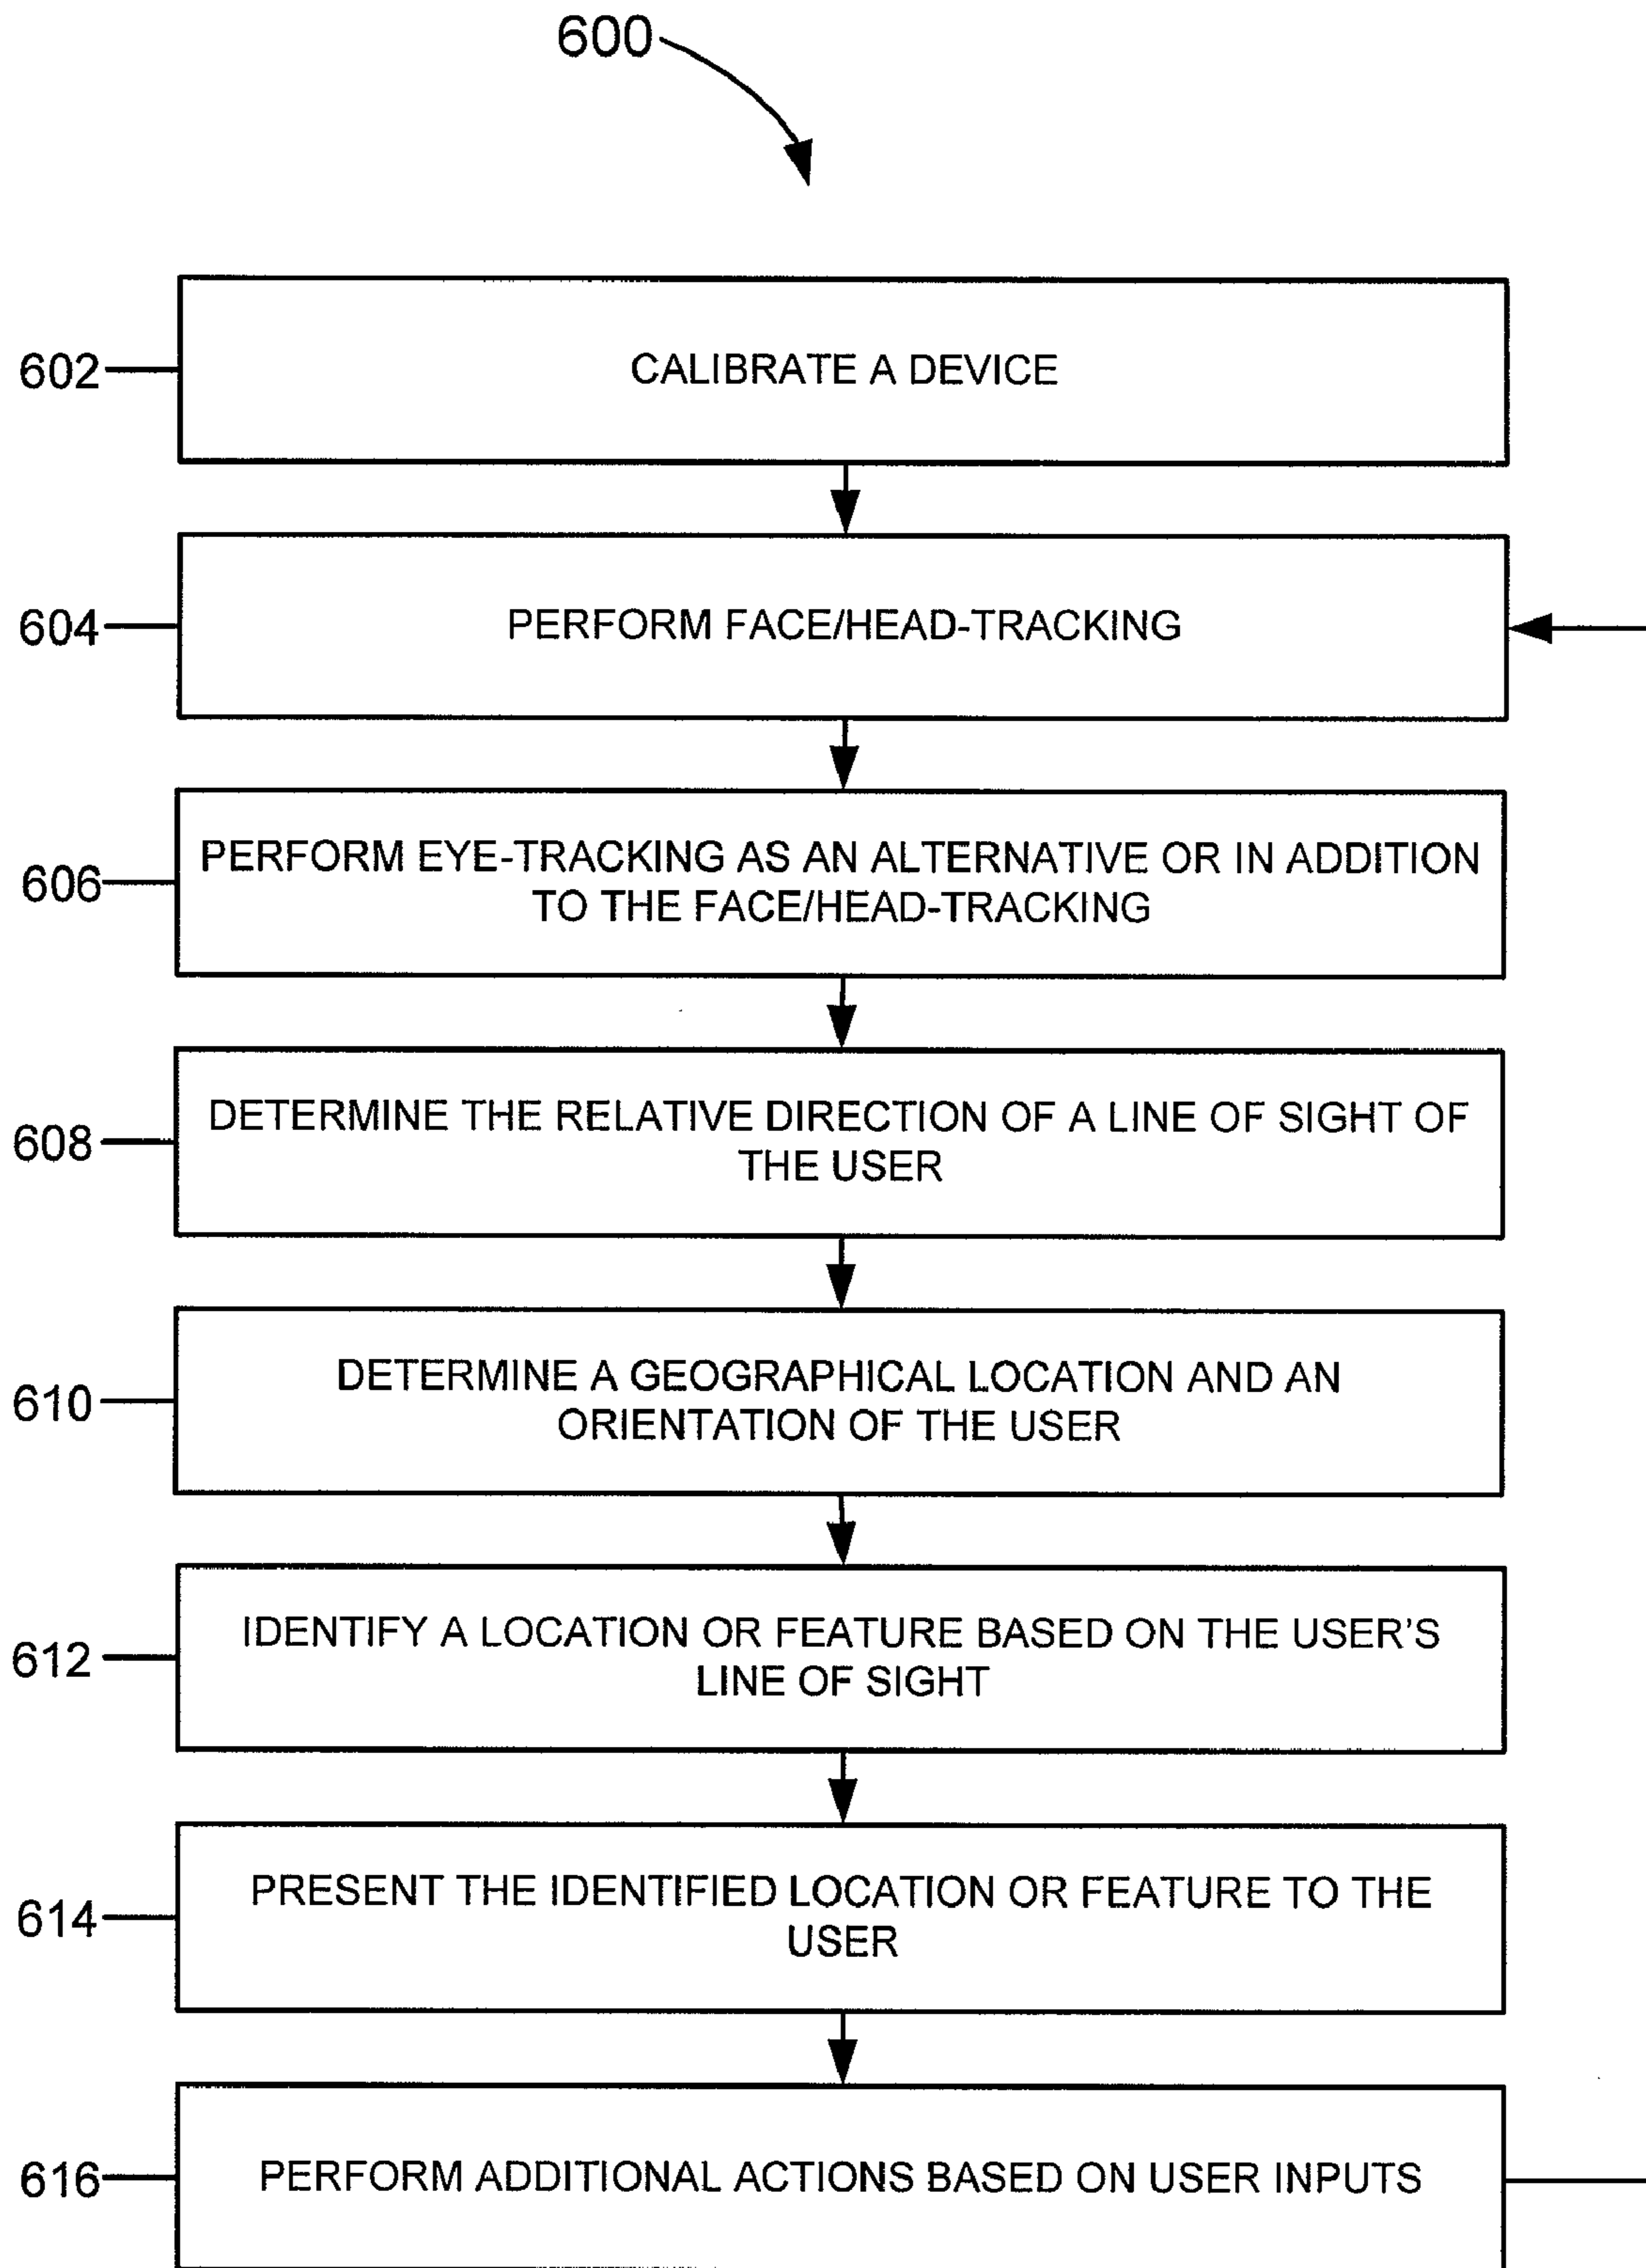 600
602
CALIBRATE A DEVICE
604
PERFORM FACE/HEAD-TRACKING
606
PERFORM EYE-TRACKING AS AN ALTERNATIVE OR IN ADDITION
TO THE FACE/HEAD-TRACKING
608
DETERMINE THE RELATIVE DIRECTION OF A LINE OF SIGHT OF
THE USER
610
DETERMINE A GEOGRAPHICAL LOCATION AND AN
ORIENTATION OF THE USER
612
IDENTIFY A LOCATION OR FEATURE BASED ON THE USER'S
LINE OF SIGHT
614
PRESENT THE IDENTIFIED LOCATION OR FEATURE TO THE
USER
616
PERFORM ADDITIONAL ACTIONS BASED ON USER INPUTS